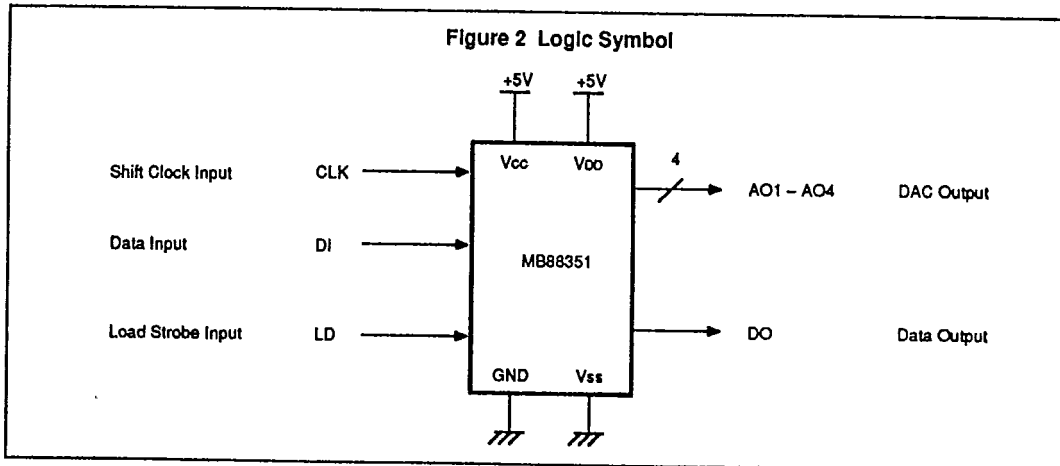 Figure 2 Logic Symbol
+5V +5V
Vcc VDD
4
Shift Clock Input CLK
AO1 – AO4 DAC Output
Data Input DI
MB88351
Load Strobe Input LD
DO Data Output
GND Vss